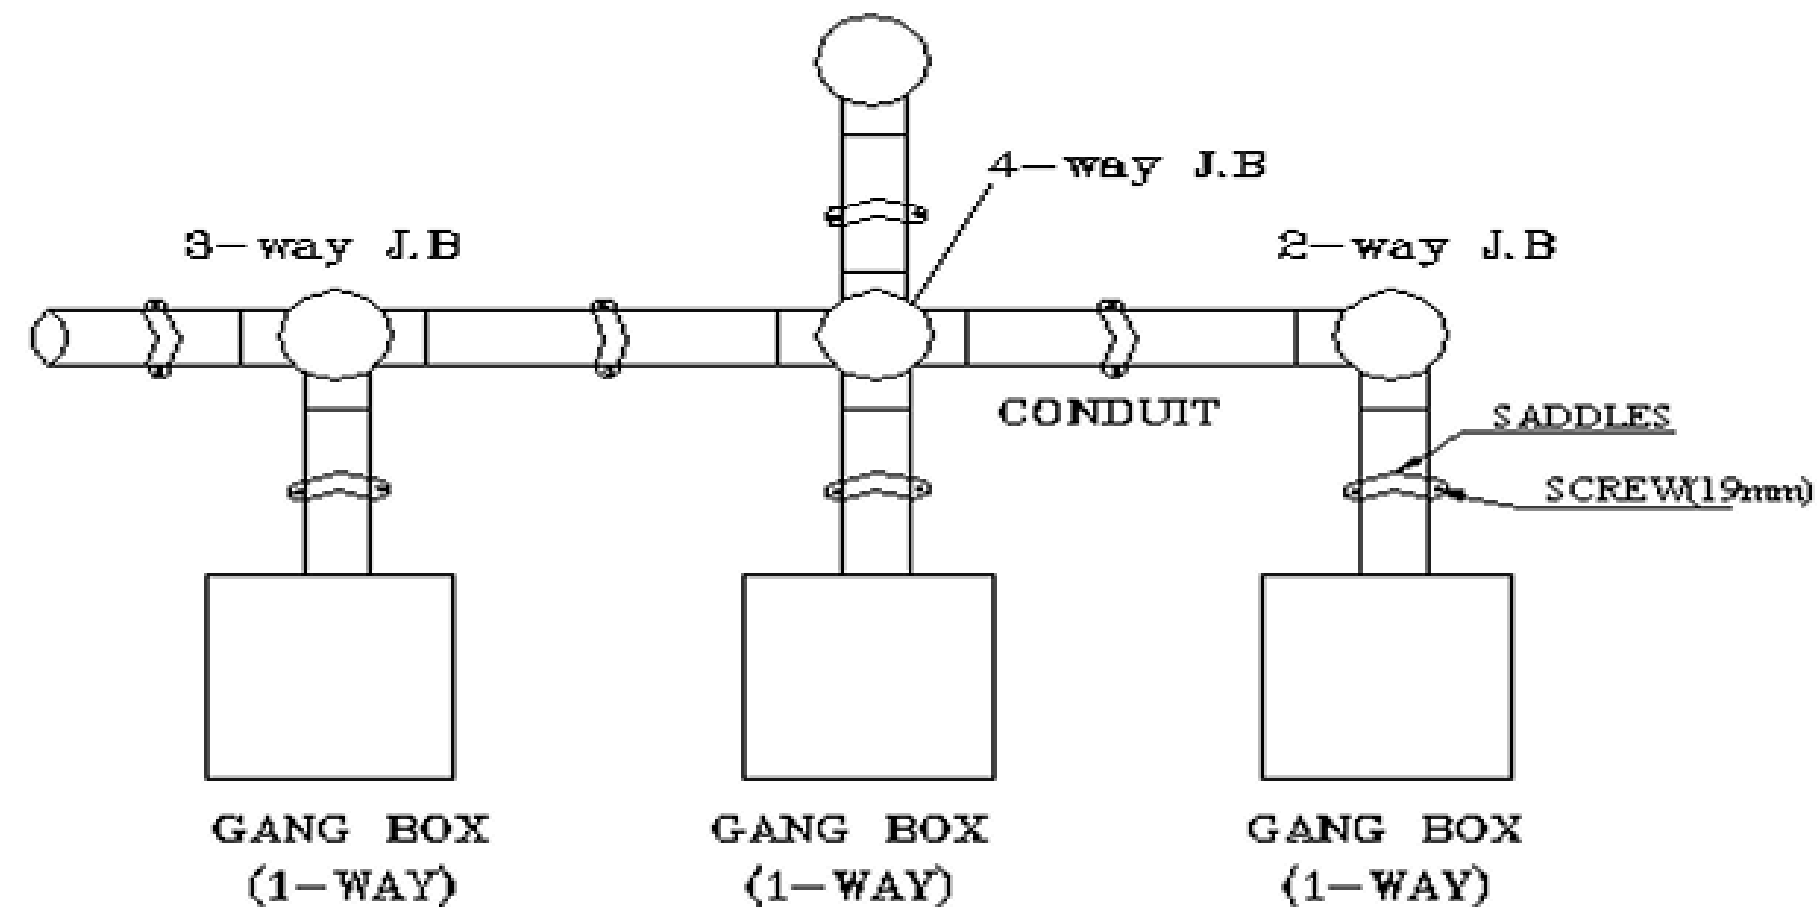 4-way J.B
3-way J.B
2-way J.B
CONDUIT
SADDLES
SCREW(19mm)
GANG BOX
(1-WAY)
GANG BOX
(1-WAY)
GANG BOX
(1-WAY)